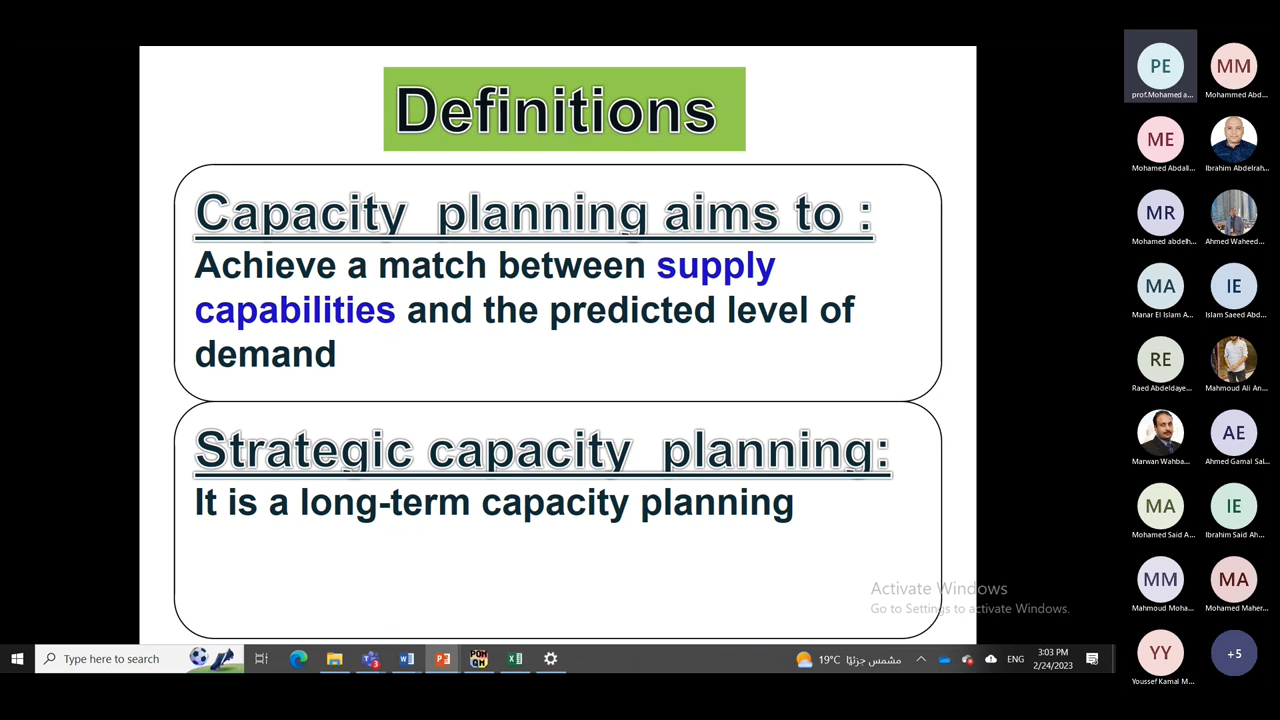 Definitions
Capacity planning aims to :
Achieve a match between supply
capabilities and the predicted level of
demand
Strategic capacity planning:
It is a long-term capacity planning
Activate Windows
Go to Settings to activate Windows.
Type here to search
POM
QM
19°C مشمس جزئيًا
ENG
3:03 PM
2/24/2023
PE
prof.Mohamed a...
MM
Mohammed Abd...
ME
Mohamed Abdall...
Ibrahim Abdelrah...
MR
Mohamed abdelh...
Ahmed Waheed...
MA
Manar El Islam A...
IE
Islam Saeed Abd...
RE
Raed Abdeldaye...
Mahmoud Ali An...
Marwan Wahba...
AE
Ahmed Gamal Sal...
MA
Mohamed Said A...
IE
Ibrahim Said Ah...
MM
Mahmoud Moha...
MA
Mohamed Maher...
YY
Youssef Kamal M...
+5